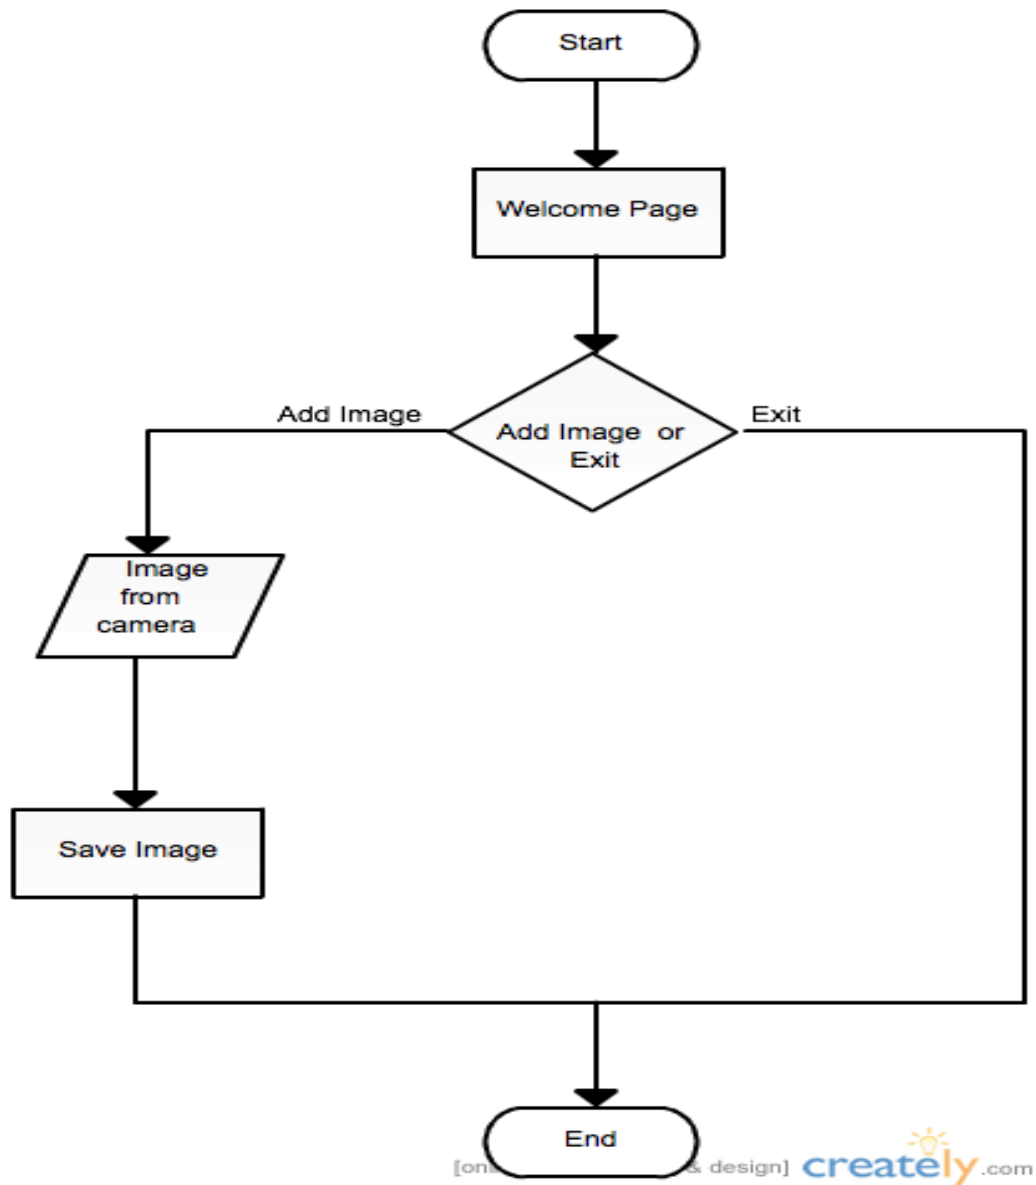 Start
Welcome Page
Add Image
Exit
Add Image or
Exit
Image
from
camera
Save Image
End
& design] creately.com